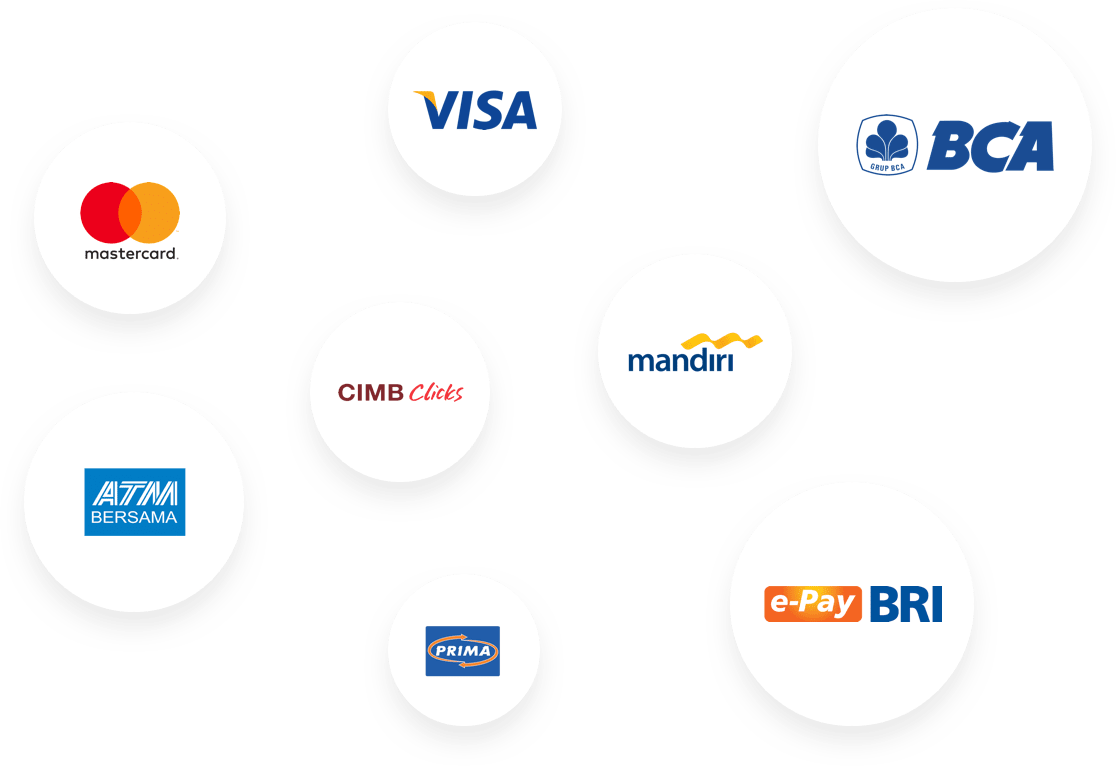 VISA
GRUP BCA
BCA
mastercard.
mandiri
CIMB Clicks
ATM
BERSAMA
e-Pay BRI
PRIMA